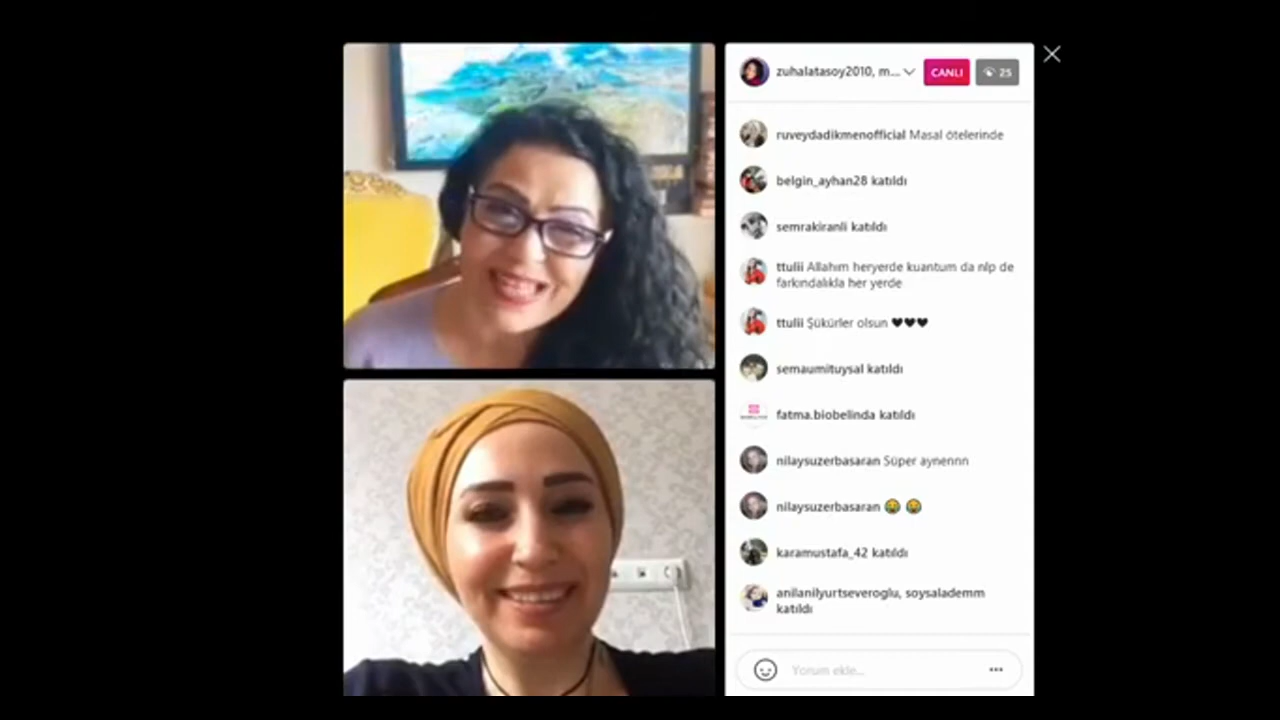 zuhalatasoy2010, m...
CANLI
25
ruveydadikmenofficial Masal ötelerinde
belgin_ayhan28 katıldı
semrakiranli katıldı
ttulii Allahım heryerde kuantum da nlp de
farkındalıkla her yerde
ttulii Şükürler olsun 🖤🖤🖤
semaumituysal katıldı
fatma.biobelinda katıldı
nilaysuzerbasaran Süper aynennn
nilaysuzerbasaran 😭 😭
karamustafa_42 katıldı
anilanilyurtseveroglu, soysalademm
katıldı
Yorum ekle...